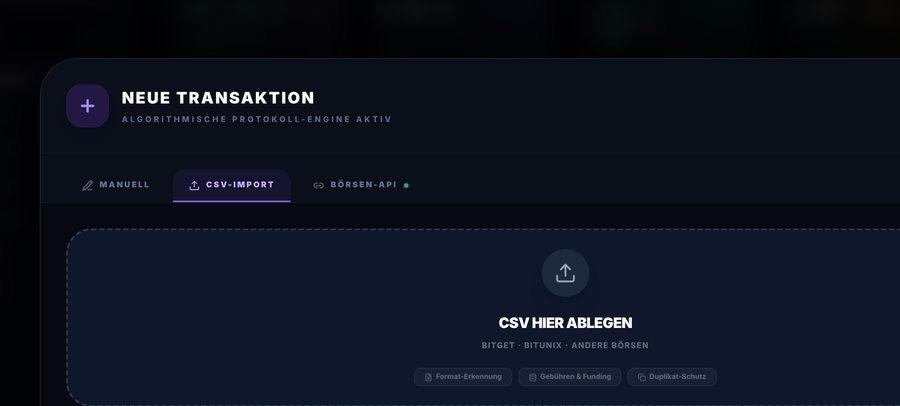 NEUE TRANSAKTION
ALGORITHMISCHE PROTOKOLL-ENGINE AKTIV
MANUELL CSV-IMPORT BÖRSEN-API
CSV HIER ABLEGEN
BITGET · BITUNIX · ANDERE BÖRSEN
Format-Erkennung Gebühren & Funding Duplikat-Schutz